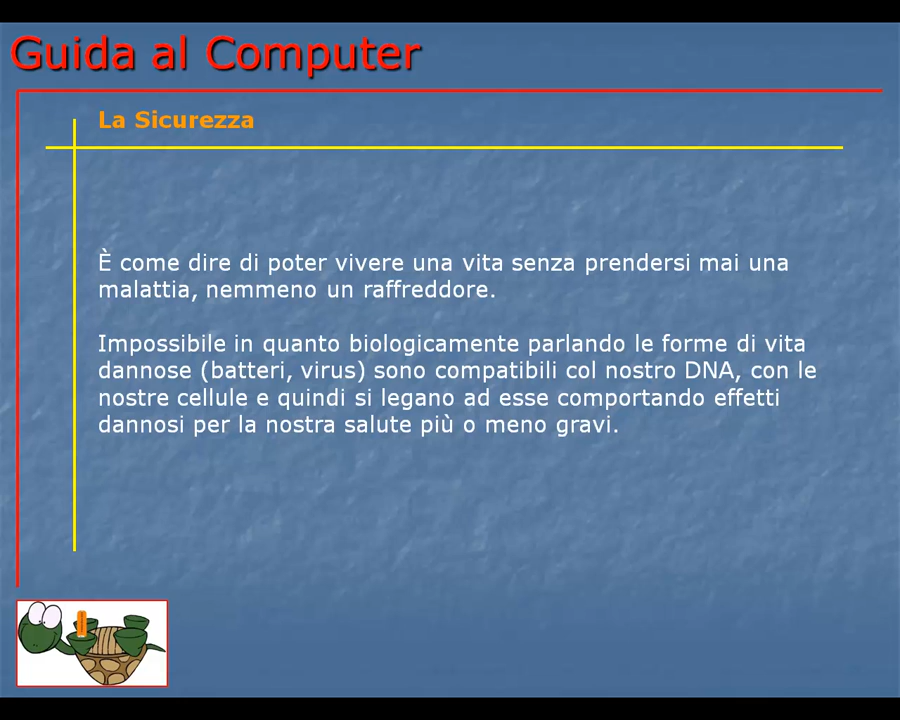 Guida al Computer
La Sicurezza
È come dire di poter vivere una vita senza prendersi mai una
malattia, nemmeno un raffreddore.
Impossibile in quanto biologicamente parlando le forme di vita
dannose (batteri, virus) sono compatibili col nostro DNA, con le
nostre cellule e quindi si legano ad esse comportando effetti
dannosi per la nostra salute più o meno gravi.